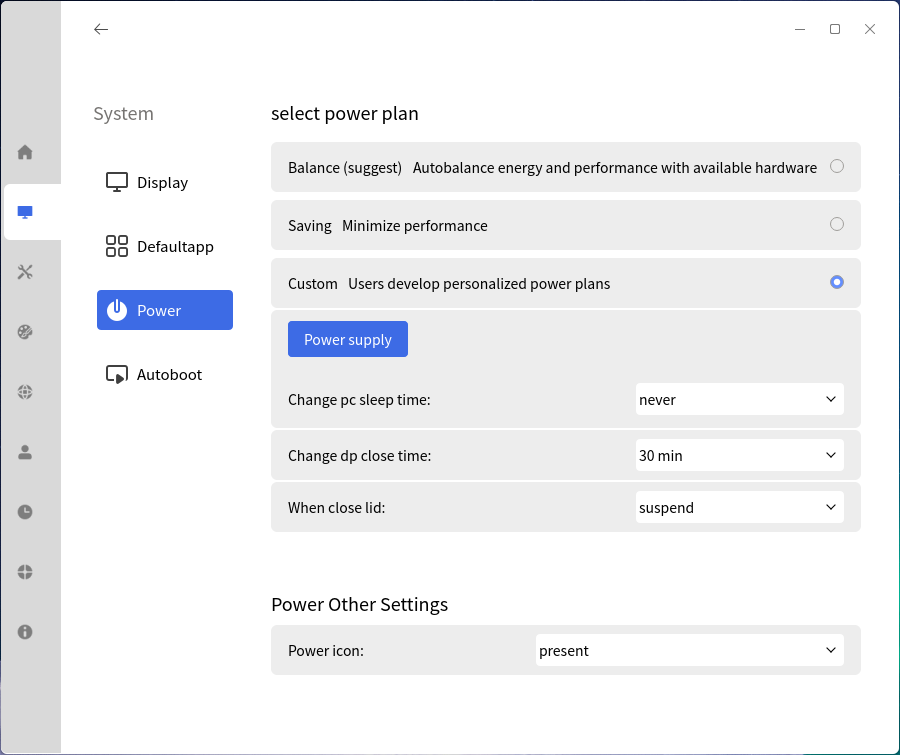 System
Display
Defaultapp
Power
Autoboot
select power plan
Balance (suggest) Autobalance energy and performance with available hardware
Saving Minimize performance
Custom Users develop personalized power plans
Power supply
Change pc sleep time: never
Change dp close time: 30 min
When close lid: suspend
Power Other Settings
Power icon: present